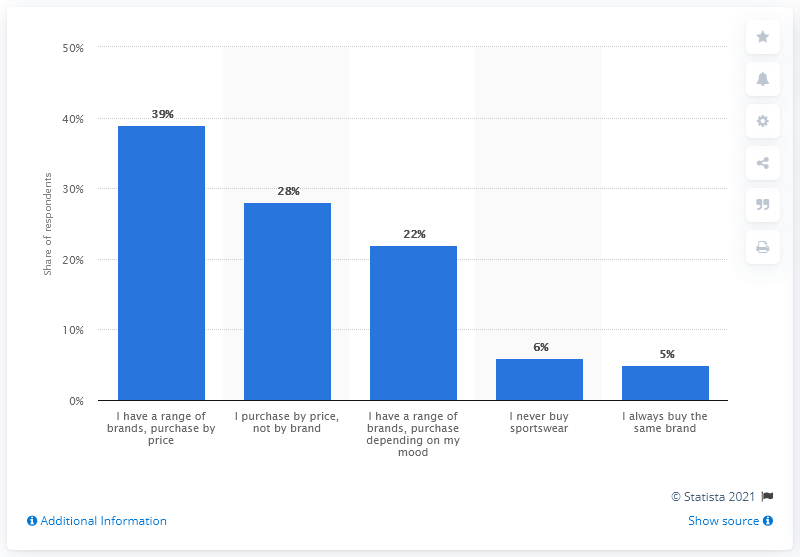 50%
40%
30%
20%
10%
0%
Share of respondents
39%
28%
22%
6%
5%
I have a range of
brands, purchase by
price
I purchase by price,
not by brand
I have a range of
brands, purchase
depending on my
mood
I never buy
sportswear
I always buy the
same brand
© Statista 2021
Additional Information
Show source